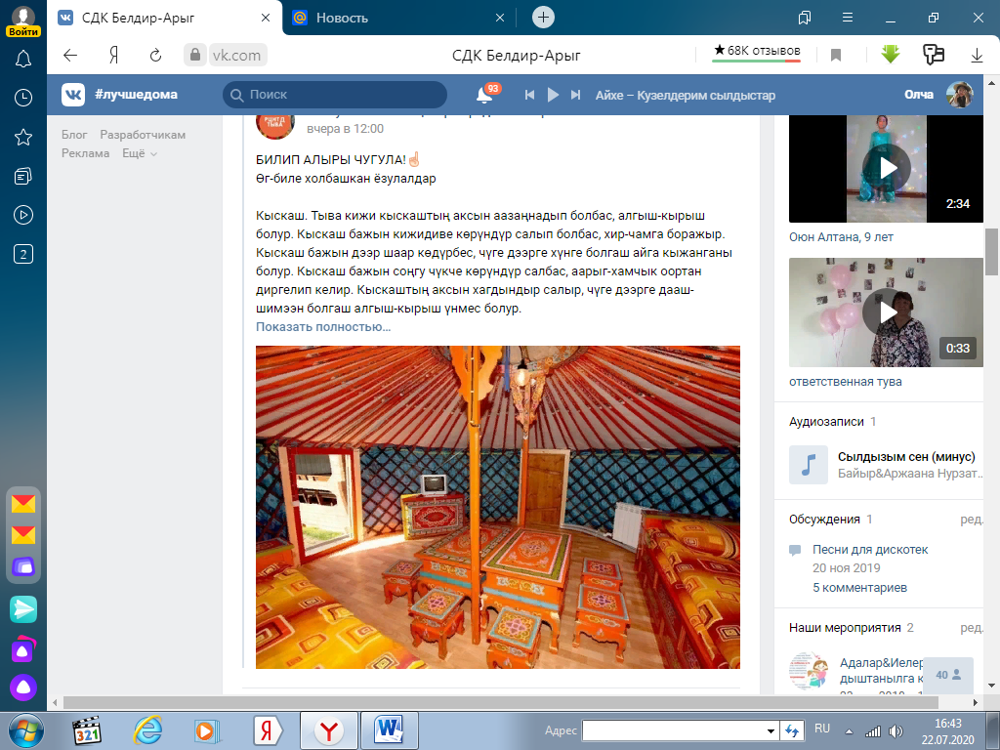 Войти
СДК Белдир-Арыг
Новость
vk.com
СДК Белдир-Арыг
★ 68K отзывов
#лучшедома
Поиск
93
Айхе – Кузелдерим сылдыстар
Олча
Блог Разработчикам
Реклама Ещё
РЦНТД
ТЫВА
вчера в 12:00
БИЛИП АЛЫРЫ ЧУГУЛА!☝
Өг-биле холбашкан ёзулалдар
Кыскаш. Тыва кижи кыскаштың аксын аазаңнадып болбас, алгыш-кырыш
болур. Кыскаш бажын кижидиве көрүндүр салып болбас, хир-чамга боражыр.
Кыскаш бажын дээр шаар көдүрбес, чүге дээрге хүнге болгаш айга кыжанганы
болур. Кыскаш бажын соңгу чүкче көрүндүр салбас, аарыг-хамчык оортан
диргелип келир. Кыскаштың аксын хагдындыр салыр, чүге дээрге дааш-
шимээн болгаш алгыш-кырыш үнмес болур.
Показать полностью…
2:34
Оюн Алтана, 9 лет
0:33
ответственная тува
Аудиозаписи 1
Сылдызым сен (минус)
Байыр&Аржаана Нурзат..
Обсуждения 1
ред.
Песни для дискотек
20 ноя 2019
5 комментариев
Наши мероприятия 2
ред.
Адалар&Иелер
дыштанылга к
40
2
321
Адрес
RU
16:43
22.07.2020